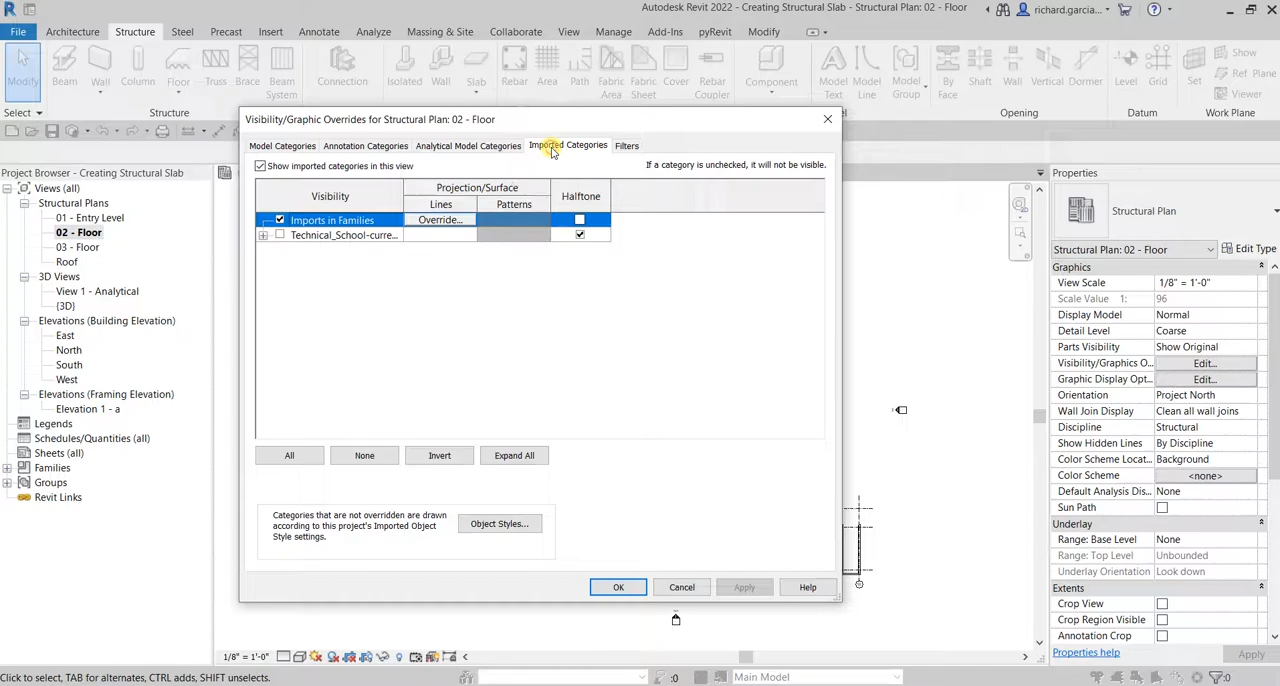 Autodesk Revit 2022 - Creating Structural Slab - Structural Plan: 02 - Floor
richard.garcia...
File Architecture Structure Steel Precast Insert Annotate Analyze Massing & Site Collaborate View Manage Add-Ins pyRevit Modify
Modify Beam Wall Column Floor Truss Brace Beam System Connection Isolated Wall Slab Rebar Area Path Fabric Area Fabric Sheet Cover Rebar Coupler Component Model Text Model Line Model Group By Face Shaft Wall Vertical Dormer Level Grid Set Show Ref Plane Viewer
Select Structure Opening Datum Work Plane
Project Browser - Creating Structural Slab
Views (all)
Structural Plans
01 - Entry Level
02 - Floor
03 - Floor
Roof
3D Views
View 1 - Analytical
{3D}
Elevations (Building Elevation)
East
North
South
West
Elevations (Framing Elevation)
Elevation 1 - a
Legends
Schedules/Quantities (all)
Sheets (all)
Families
Groups
Revit Links
Visibility/Graphic Overrides for Structural Plan: 02 - Floor
Model Categories Annotation Categories Analytical Model Categories Imported Categories Filters
Show imported categories in this view
If a category is unchecked, it will not be visible.
Visibility
Projection/Surface
Lines Patterns
Halftone
Imports in Families Override...
Technical_School-curre...
All None Invert Expand All
Categories that are not overridden are drawn
according to this project's Imported Object
Style settings.
Object Styles...
OK Cancel Apply Help
Properties
Structural Plan
Structural Plan: 02 - Floor Edit Type
Graphics
View Scale 1/8" = 1'-0"
Scale Value 1: 96
Display Model Normal
Detail Level Coarse
Parts Visibility Show Original
Visibility/Graphics O... Edit...
Graphic Display Opt... Edit...
Orientation Project North
Wall Join Display Clean all wall joins
Discipline Structural
Show Hidden Lines By Discipline
Color Scheme Locat... Background
Color Scheme <none>
Default Analysis Dis... None
Sun Path
Underlay
Range: Base Level None
Range: Top Level Unbounded
Underlay Orientation Look down
Extents
Crop View
Crop Region Visible
Annotation Crop
Properties help Apply
1/8" = 1'-0"
Click to select, TAB for alternates, CTRL adds, SHIFT unselects.
:0 Main Model :0